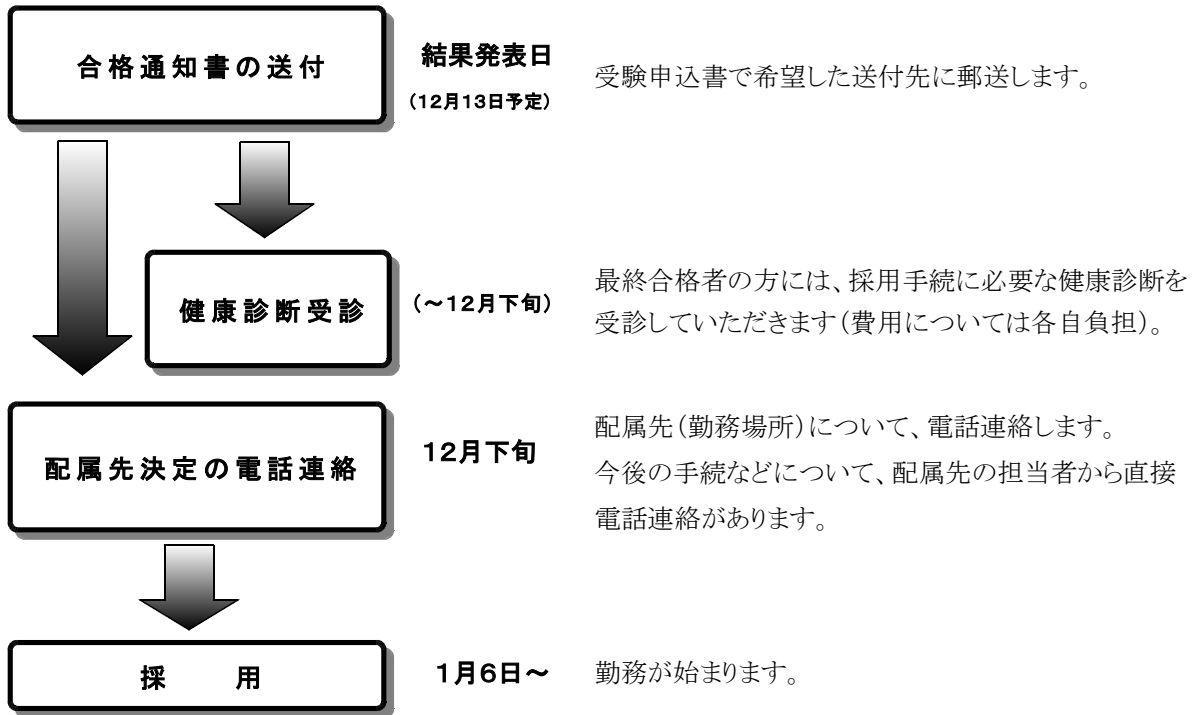 合格通知書の送付
結果発表日
(12月13日予定)
受験申込書で希望した送付先に郵送します。
健康診断受診
(～12月下旬)
最終合格者の方には、採用手続に必要な健康診断を
受診していただきます(費用については各自負担)。
配属先決定の電話連絡
12月下旬
配属先(勤務場所)について、電話連絡します。
今後の手続などについて、配属先の担当者から直接
電話連絡があります。
採　用
1月6日～
勤務が始まります。